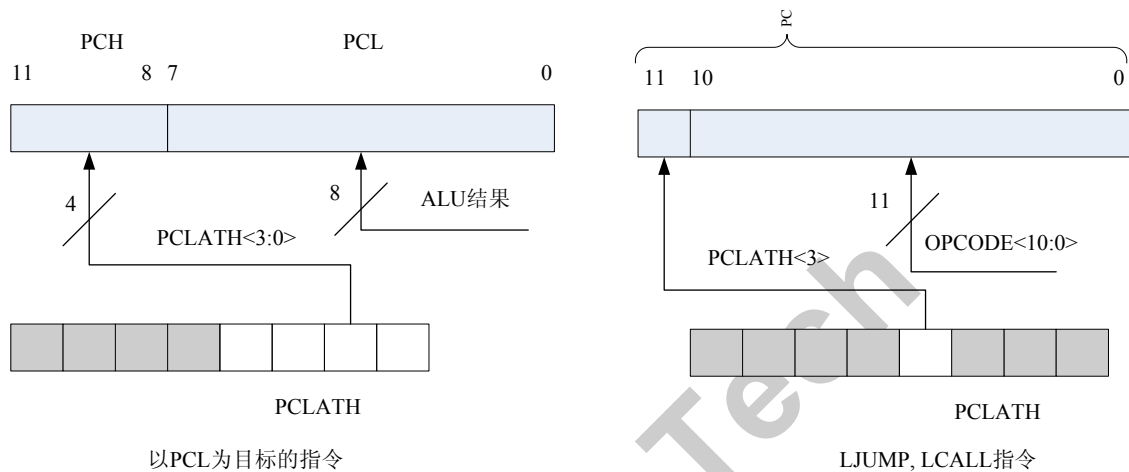 PCH PCL
11 8 7 0
4
8
ALU结果
PCLATH<3:0>
PCLATH
以PCL为目标的指令
PC
11 10 0
11
OPCODE<10:0>
PCLATH<3>
PCLATH
LJUMP, LCALL指令
Tech